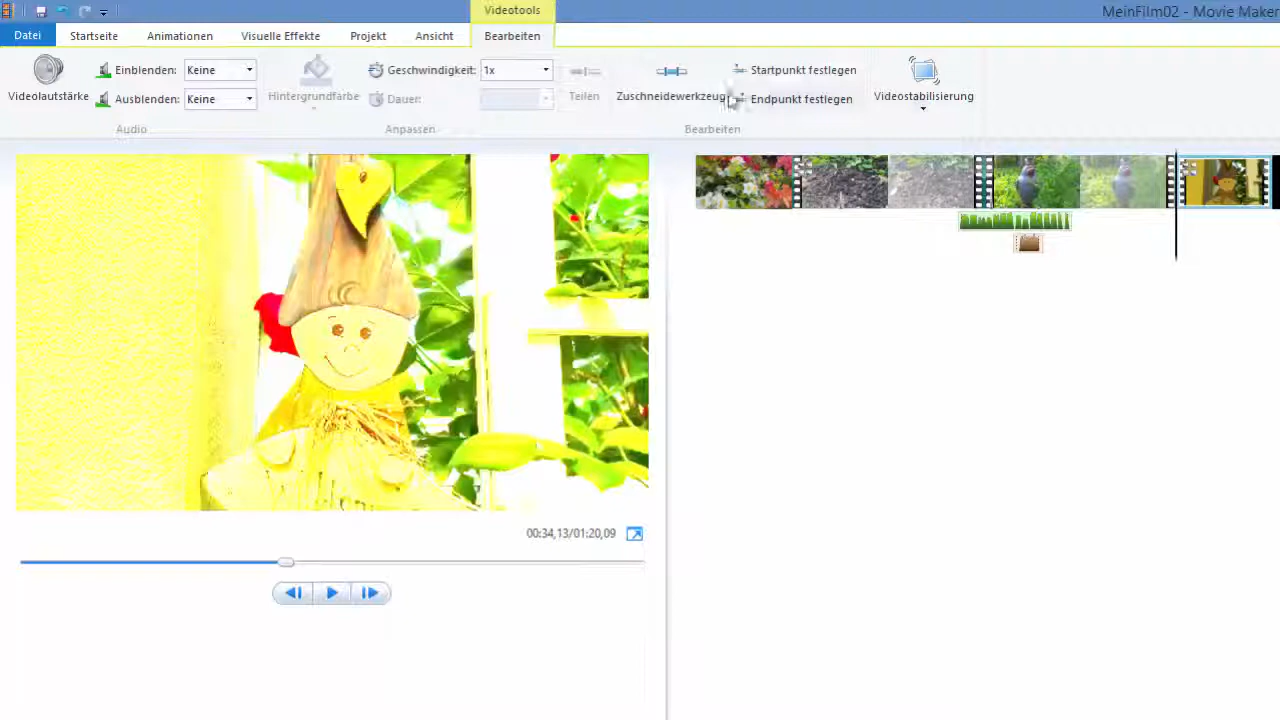 Videotools
MeinFilm02 - Movie Maker
Datei
Startseite
Animationen
Visuelle Effekte
Projekt
Ansicht
Bearbeiten
Videolautstärke
Einblenden: Keine
Ausblenden: Keine
Audio
Hintergrundfarbe
Geschwindigkeit: 1x
Dauer:
Anpassen
Teilen
Zuschneidewerkzeug
Startpunkt festlegen
Endpunkt festlegen
Bearbeiten
Videostabilisierung
00:34,13/01:20,09